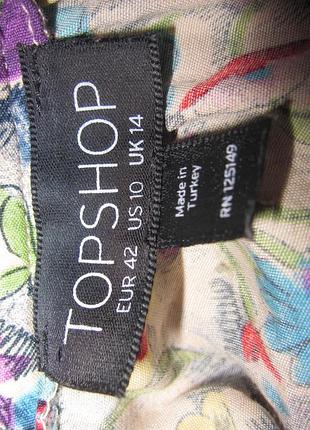 TOPSHOP
EUR 42 US 10 UK 14
Made in
Turkey
RN 125149